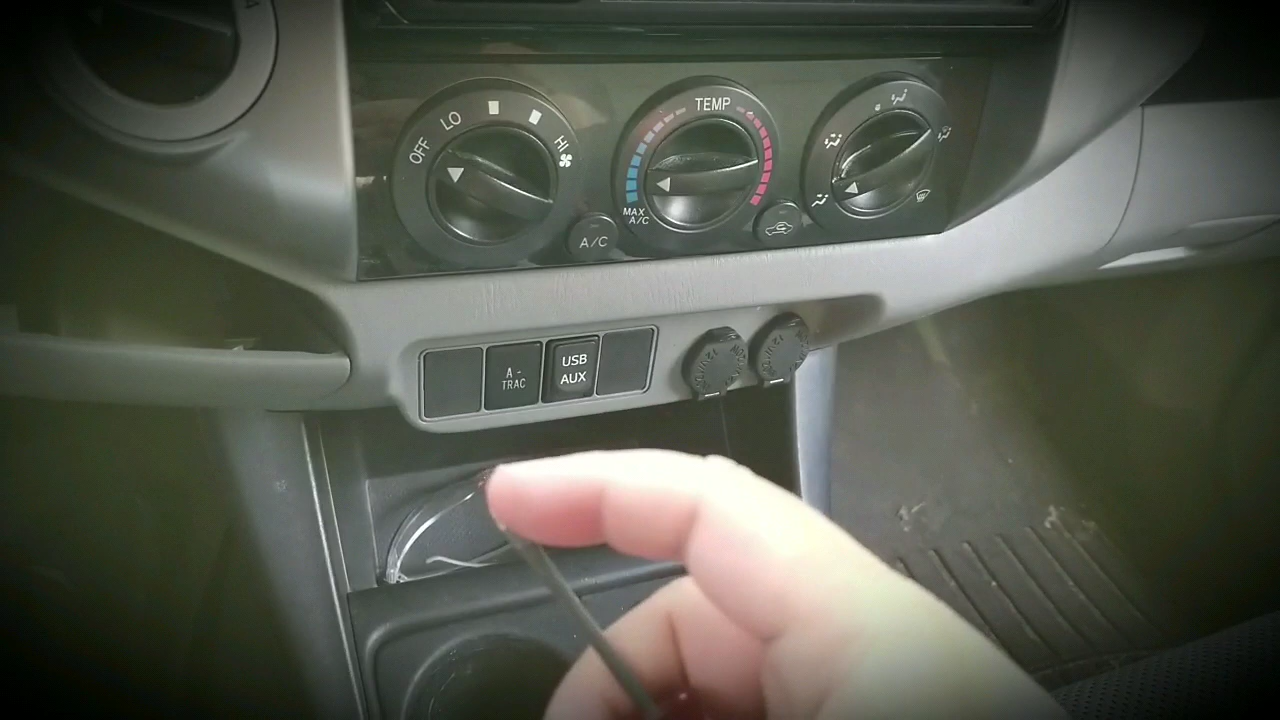 OFF
LO
HI
TEMP
MAX
A/C
A/C
A -
TRAC
USB
AUX